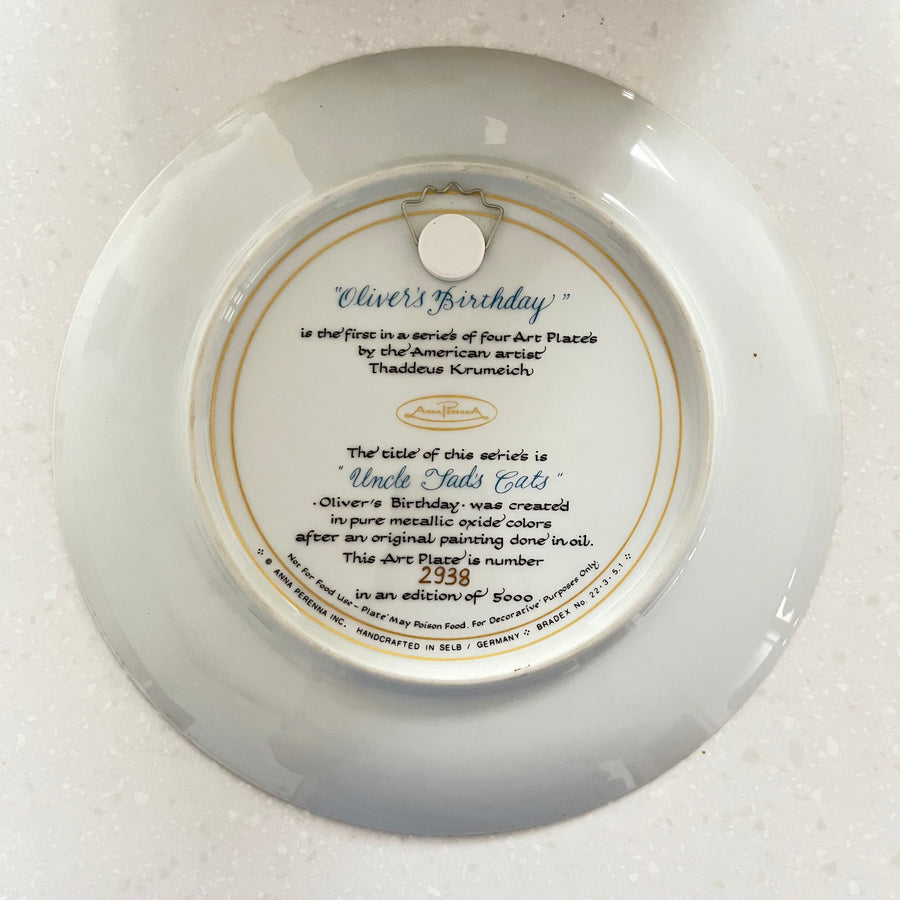 "Oliver's Birthday"
is the first in a series of four Art Plates
by the American artist
Thaddeus Krumeich
ANNA PERENNA
The title of this series is
"Uncle Tad's Cats"
·Oliver's Birthday· was created
in pure metallic oxide colors
after an original painting done in oil.
This Art Plate is number
2938
in an edition of 5000
Not For Food Use – Plate May Poison Food. For Decorative Purposes Only.
© ANNA PERENNA INC. HANDCRAFTED IN SELB / GERMANY BRADEX No. 22·3·5.1